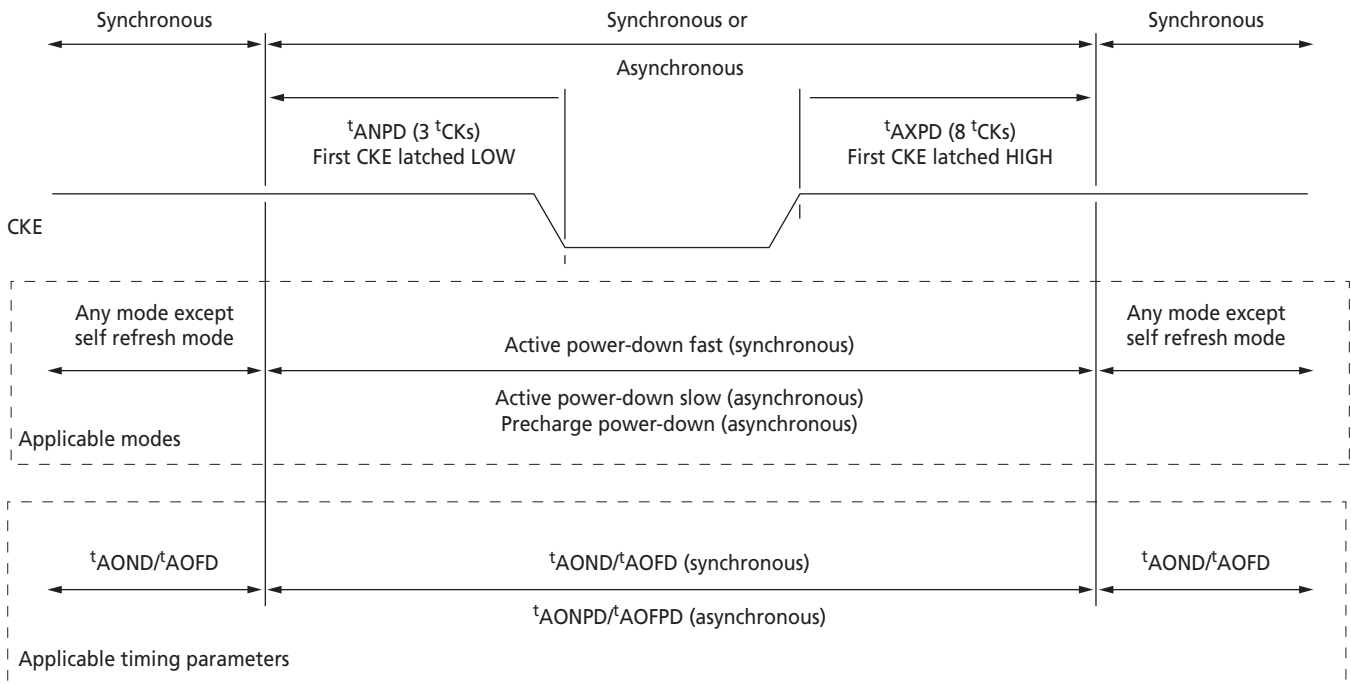 Synchronous
Synchronous or
Asynchronous
Synchronous
tANPD (3 tCKs)
First CKE latched LOW
tAXPD (8 tCKs)
First CKE latched HIGH
CKE
Any mode except
self refresh mode
Active power-down fast (synchronous)
Active power-down slow (asynchronous)
Precharge power-down (asynchronous)
Any mode except
self refresh mode
Applicable modes
tAOND/tAOFD
tAOND/tAOFD (synchronous)
tAONPD/tAOFPD (asynchronous)
tAOND/tAOFD
Applicable timing parameters